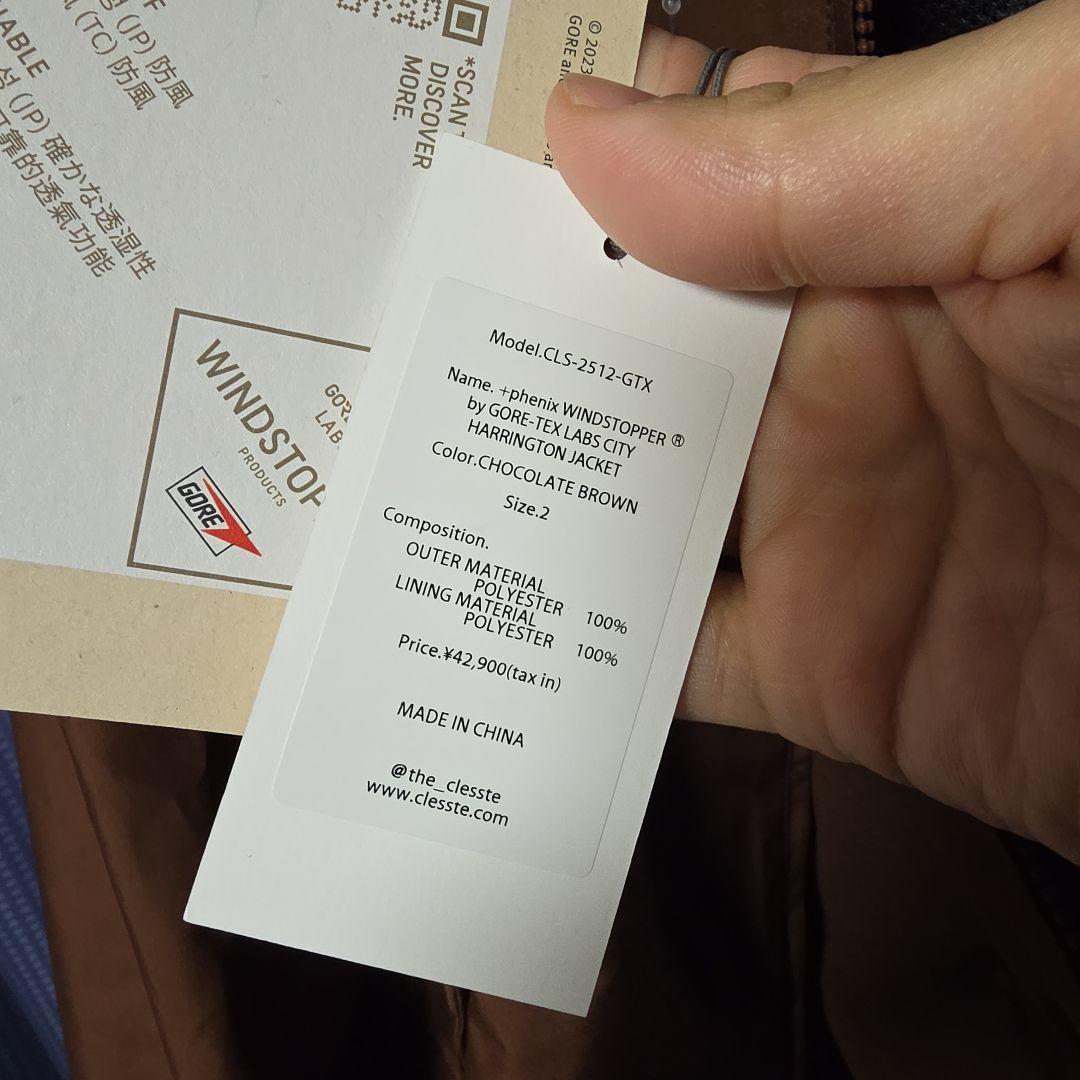 (JP) 防風
(TC) 防風
(JP) 確かな透湿性
可靠的透氣功能
*SCAN
DISCOVER
MORE.
© 2023
GORE
WINDSTOP
PRODUCTS
GORE
Model.CLS-2512-GTX
Name. +phenix WINDSTOPPER ®
by GORE-TEX LABS CITY
HARRINGTON JACKET
Color.CHOCOLATE BROWN
Size.2
Composition.
OUTER MATERIAL
POLYESTER 100%
LINING MATERIAL
POLYESTER 100%
Price.¥42,900(tax in)
MADE IN CHINA
@the_clesste
www.clesste.com